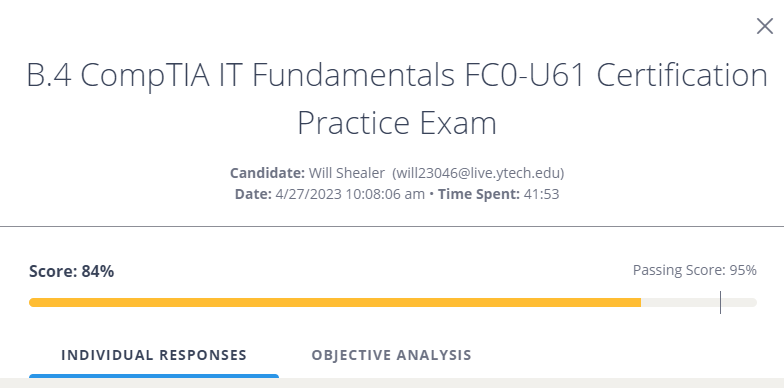 B.4 CompTIA IT Fundamentals FC0-U61 Certification
Practice Exam
Candidate: Will Shealer (will23046@live.ytech.edu)
Date: 4/27/2023 10:08:06 am • Time Spent: 41:53
Score: 84%
Passing Score: 95%
INDIVIDUAL RESPONSES
OBJECTIVE ANALYSIS